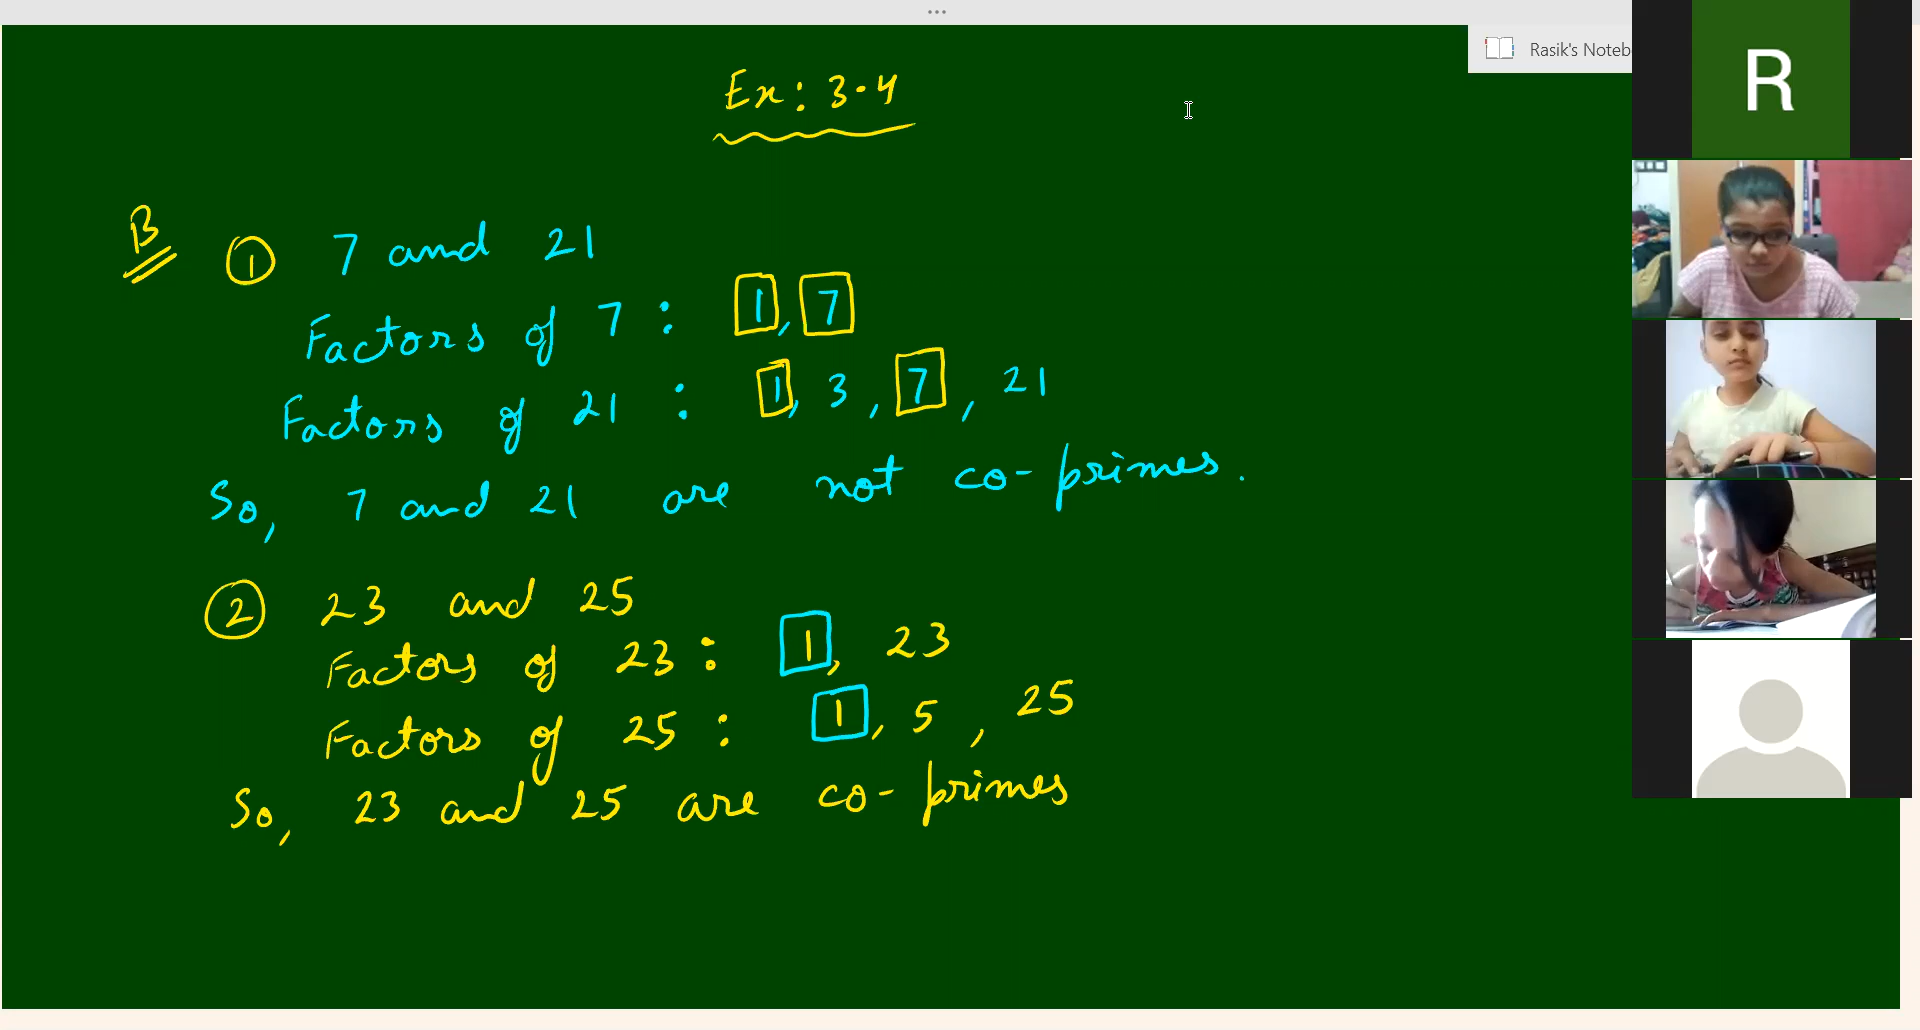 Rasik's Noteb
R
Ex: 3.4
B
1 7 and 21
Factors of 7 : 1, 7
Factors of 21 : 1, 3, 7, 21
So, 7 and 21 are not co-primes.
2 23 and 25
Factors of 23 : 1, 23
Factors of 25 : 1, 5, 25
So, 23 and 25 are co-primes